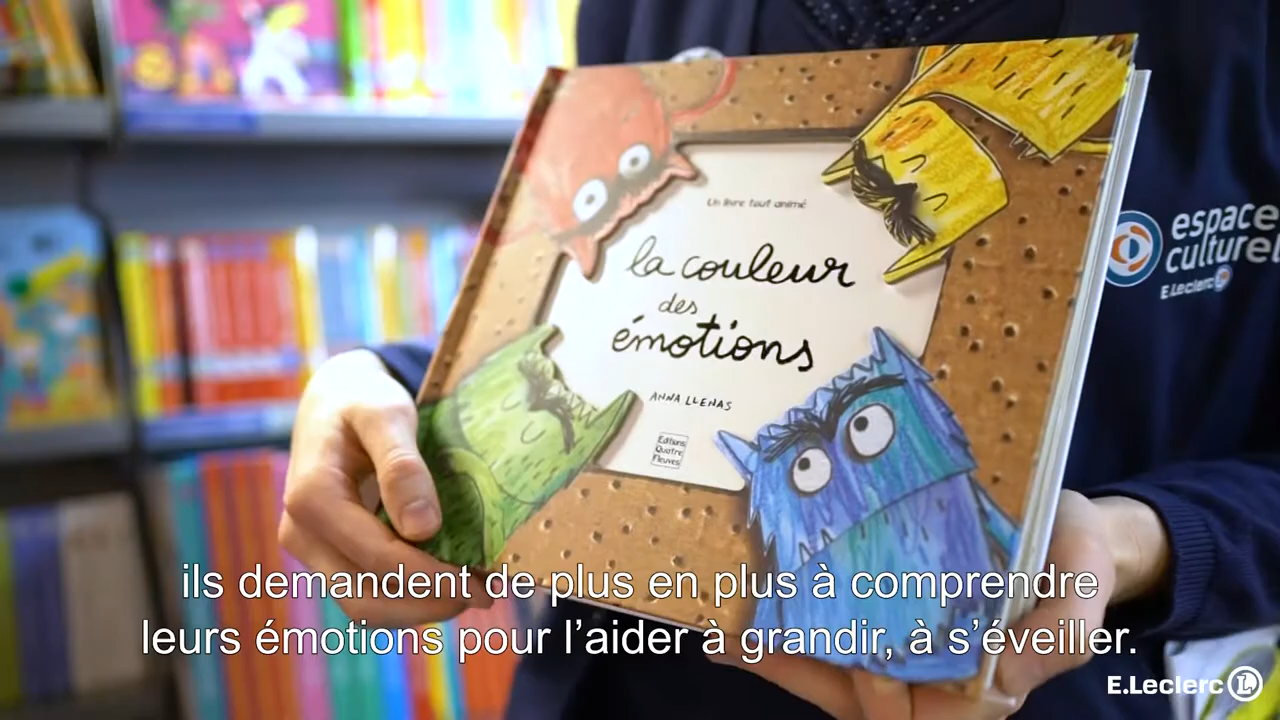 Un livre tout animé
la couleur
des
émotions
ANNA LLENAS
Editions
Quatre
Fleuves
espace
culturel
E.Leclerc
ils demandent de plus en plus à comprendre
leurs émotions pour l’aider à grandir, à s’éveiller.
E.Leclerc L